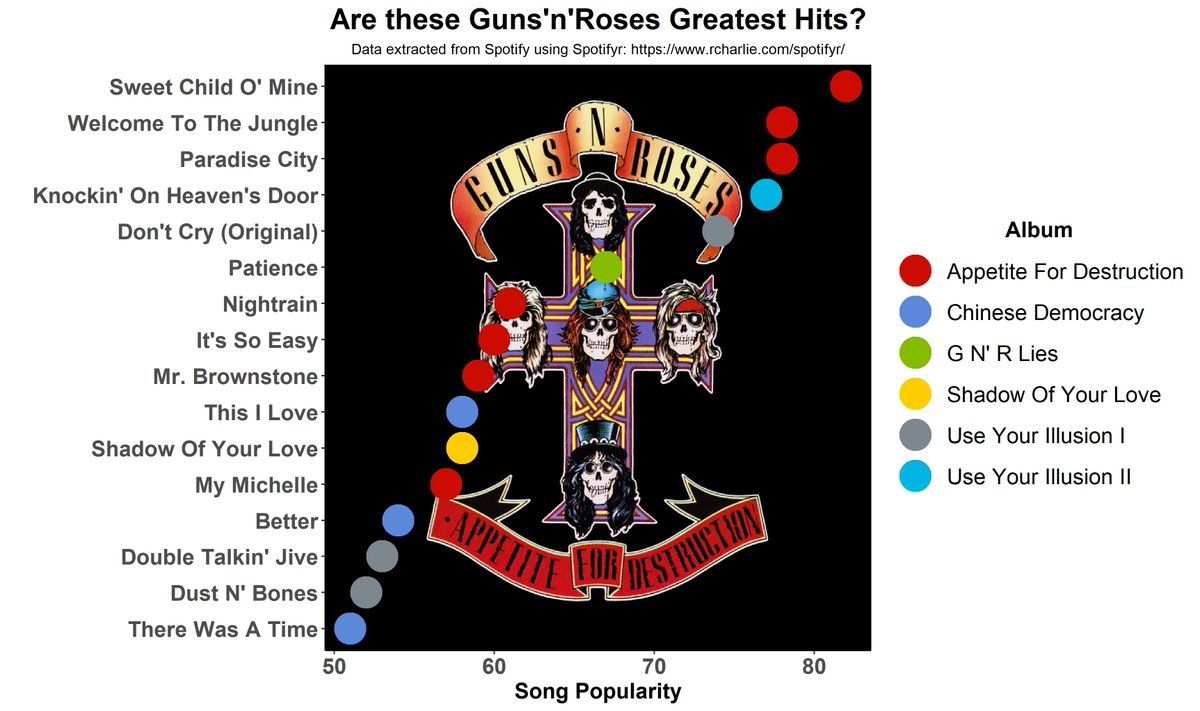 Are these Guns'n'Roses Greatest Hits?
Data extracted from Spotify using Spotifyr: https://www.rcharlie.com/spotifyr/
Sweet Child O' Mine
Welcome To The Jungle
Paradise City
Knockin' On Heaven's Door
Don't Cry (Original)
Patience
Nightrain
It's So Easy
Mr. Brownstone
This I Love
Shadow Of Your Love
My Michelle
Better
Double Talkin' Jive
Dust N' Bones
There Was A Time
GUNS ·N· ROSES
·APPETITE FOR DESTRUCTION
50 60 70 80
Song Popularity
Album
Appetite For Destruction
Chinese Democracy
G N' R Lies
Shadow Of Your Love
Use Your Illusion I
Use Your Illusion II